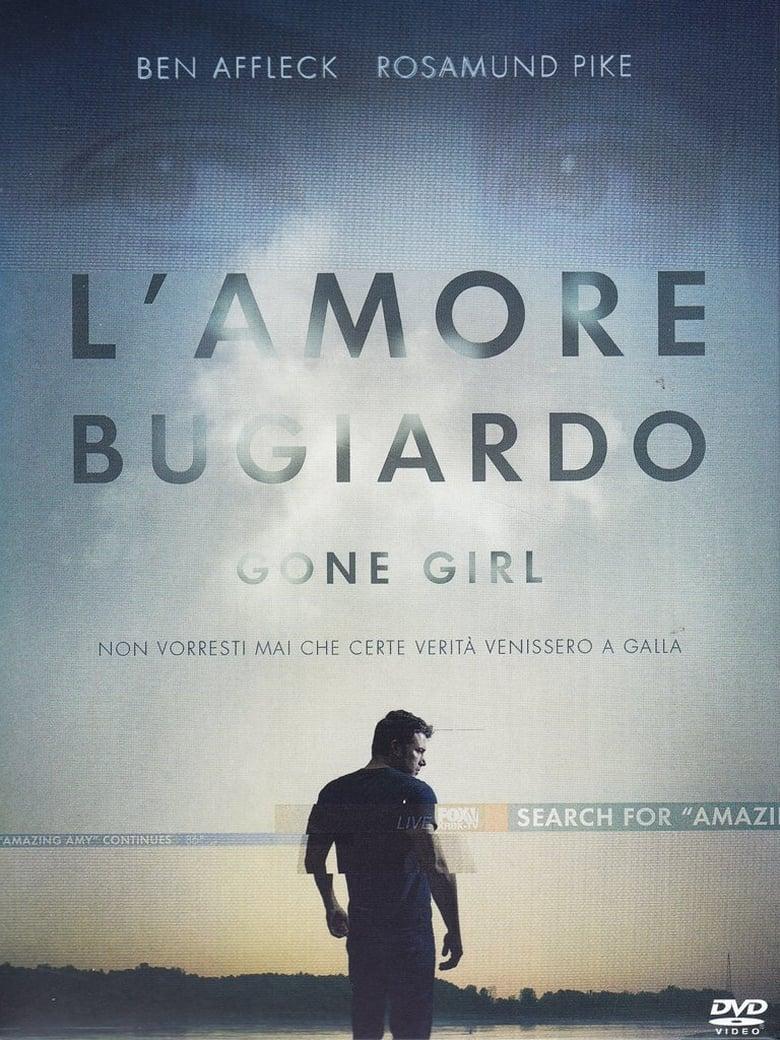 BEN AFFLECK ROSAMUND PIKE
L'AMORE
BUGIARDO
GONE GIRL
NON VORRESTI MAI CHE CERTE VERITÀ VENISSERO A GALLA
LIVE FOX
SEARCH FOR "AMAZI
"AMAZING AMY" CONTINUES
DVD
VIDEO